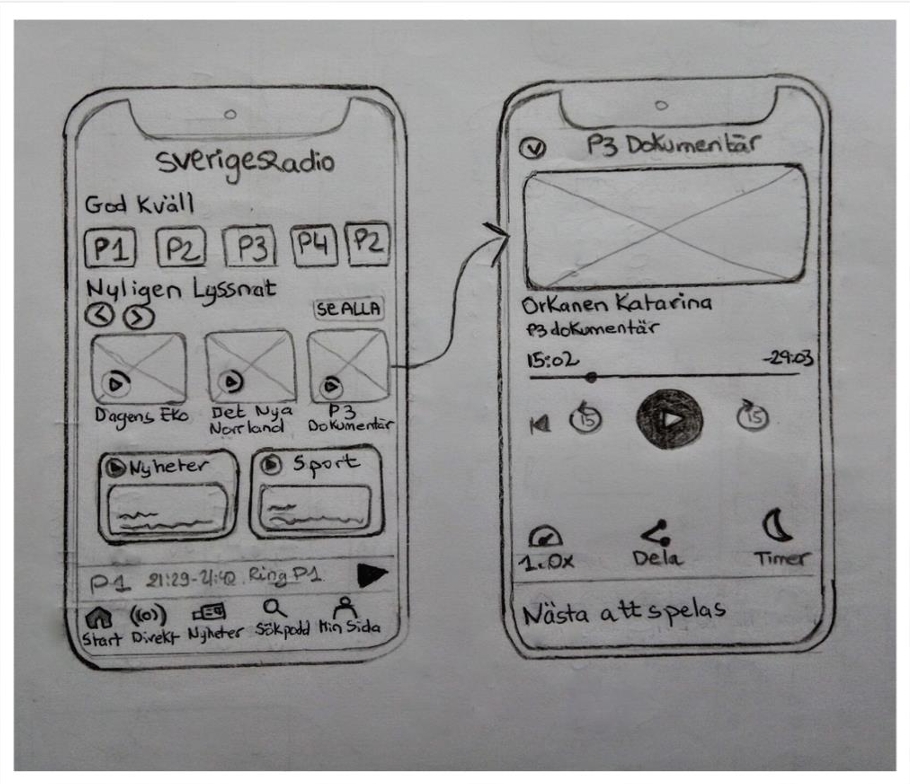 SverigesRadio
God Kväll
P1 P2 P3 P4 P2
Nyligen Lyssnat
SE ALLA
Dagens Eko
Det Nya Norrland
P3 Dokumentär
Nyheter
Sport
P1 21:29-21:42 Ring P1
Start Direkt Nyheter Sökpodd Min Sida
P3 Dokumentär
Orkanen Katarina
P3 dokumentär
15:02 -29:03
15 15
1.0x Dela Timer
Nästa att spelas